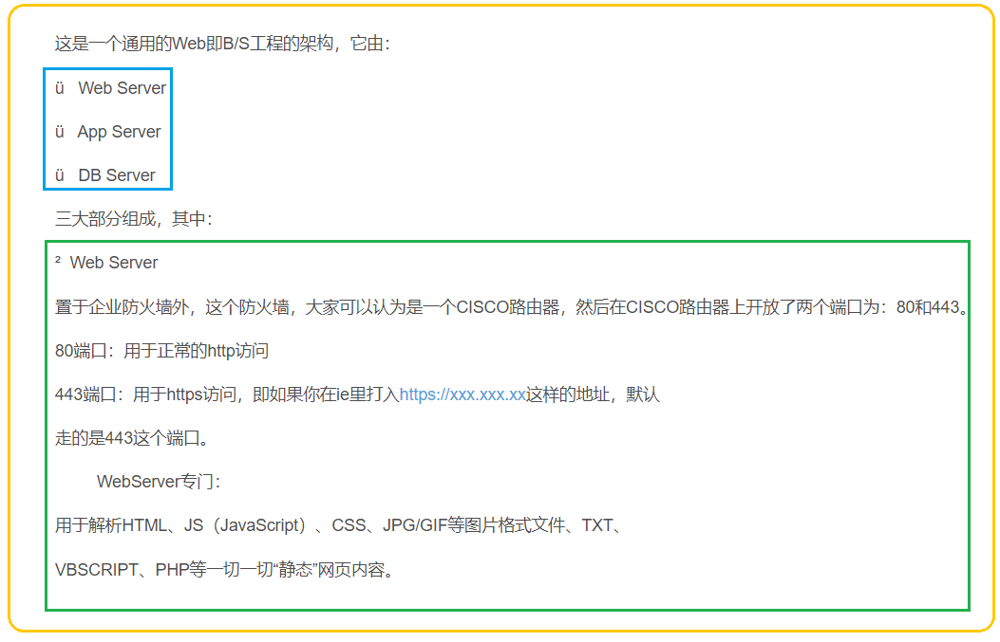 这是一个通用的Web即B/S工程的架构，它由：
ü Web Server
ü App Server
ü DB Server
三大部分组成，其中：
² Web Server
置于企业防火墙外，这个防火墙，大家可以认为是一个CISCO路由器，然后在CISCO路由器上开放了两个端口为：80和443。
80端口：用于正常的http访问
443端口：用于https访问，即如果你在ie里打入https://xxx.xxx.xx这样的地址，默认
走的是443这个端口。
WebServer专门：
用于解析HTML、JS（JavaScript）、CSS、JPG/GIF等图片格式文件、TXT、
VBSCRIPT、PHP等一切一切“静态”网页内容。